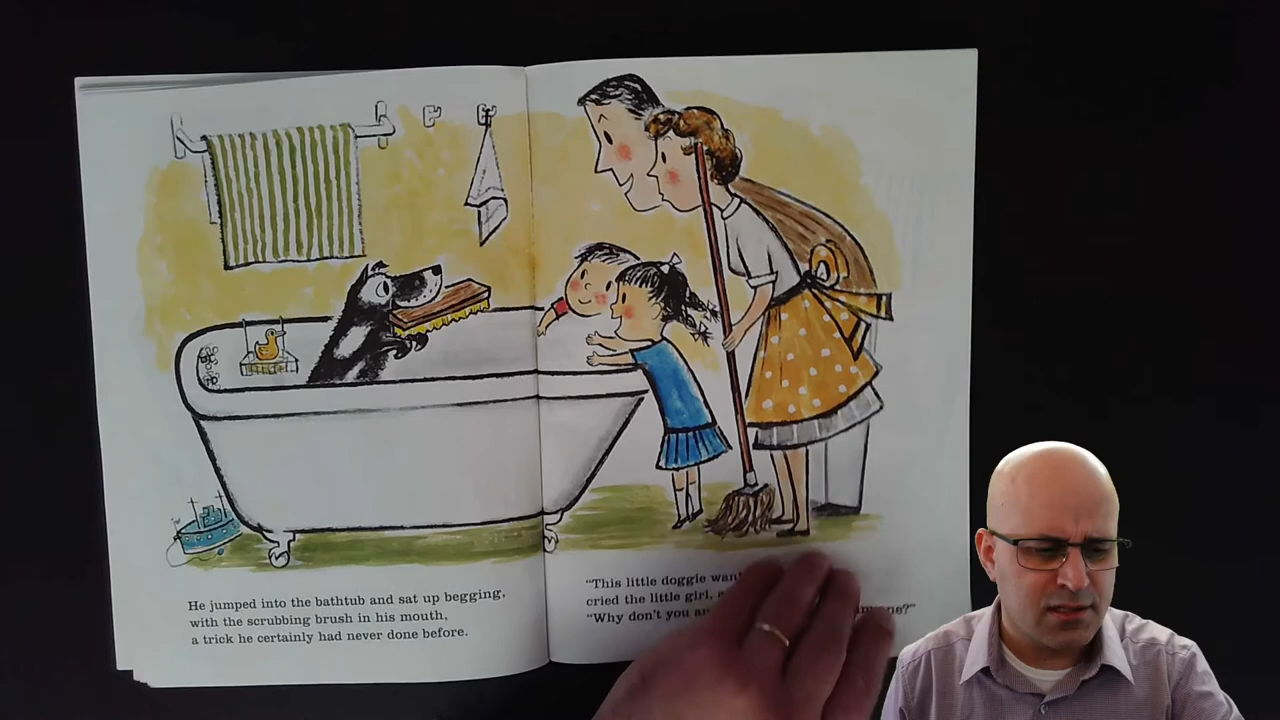 He jumped into the bathtub and sat up begging,
with the scrubbing brush in his mouth,
a trick he certainly had never done before.
“This little doggie
cried the little girl,
“Why don’t you